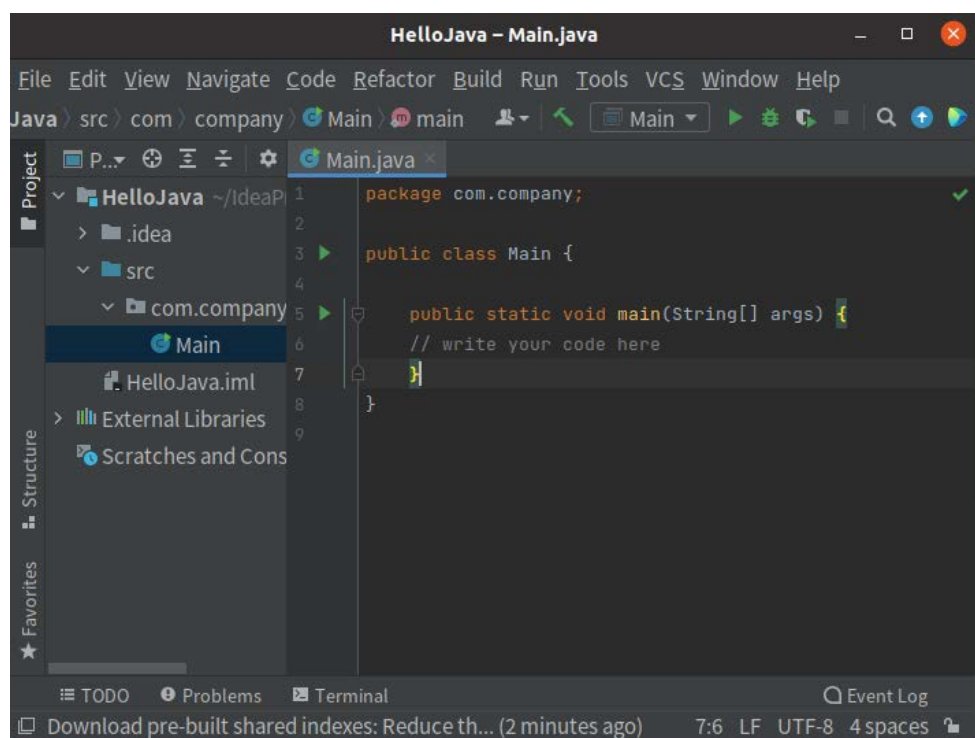 HelloJava – Main.java
File Edit View Navigate Code Refactor Build Run Tools VCS Window Help
Java src com company Main main Main
Project
P...
Main.java
HelloJava ~/IdeaP
.idea
src
com.company
Main
HelloJava.iml
External Libraries
Scratches and Cons
1 package com.company;
2
3 public class Main {
4
5 public static void main(String[] args) {
6 // write your code here
7 }
8 }
9
Structure
Favorites
TODO Problems Terminal Event Log
Download pre-built shared indexes: Reduce th... (2 minutes ago) 7:6 LF UTF-8 4 spaces